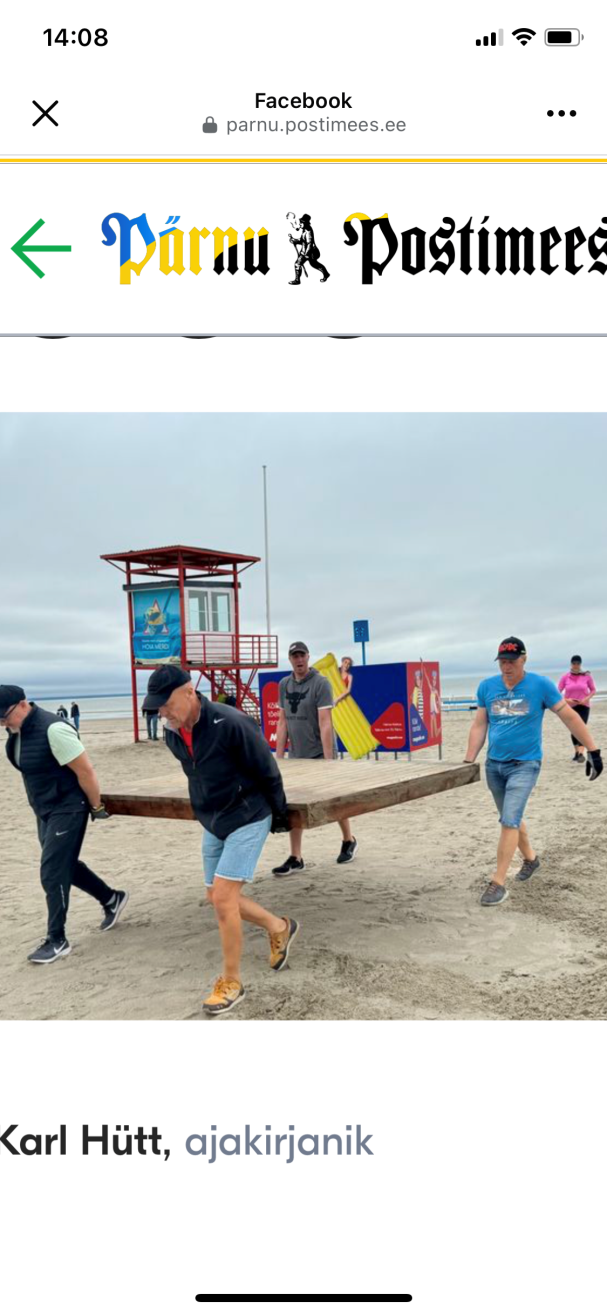 14:08
Facebook
parnu.postimees.ee
Pärnu Postimees
Karl Hütt, ajakirjanik